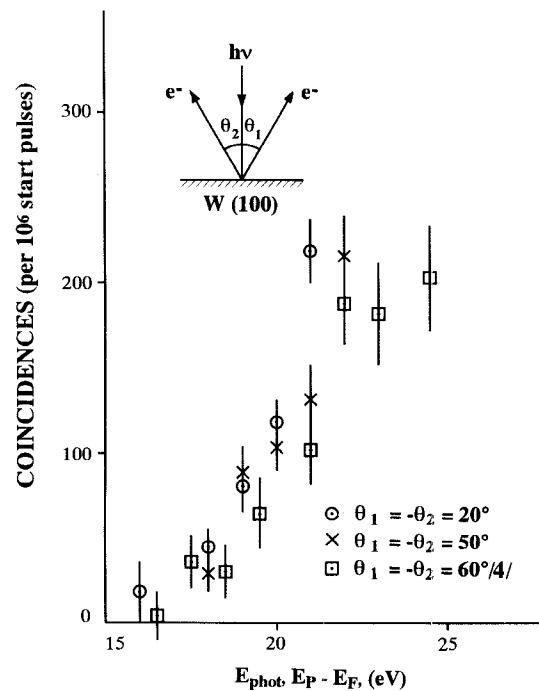 COINCIDENCES (per 10⁶ start pulses)
300
200
100
0
hν
e-
e-
θ₂ θ₁
W (100)
θ₁ = -θ₂ = 20°
θ₁ = -θ₂ = 50°
θ₁ = -θ₂ = 60°/4/
15
20
25
E_phot, E_P - E_F, (eV)